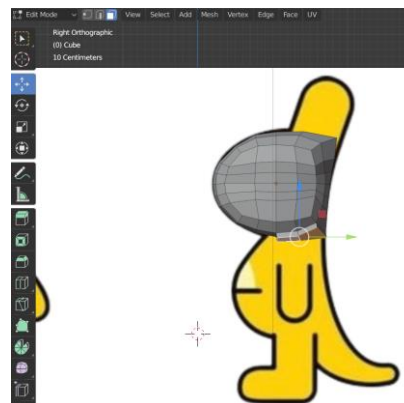 Edit Mode View Select Add Mesh Vertex Edge Face UV
Right Orthographic
(0) Cube
10 Centimeters